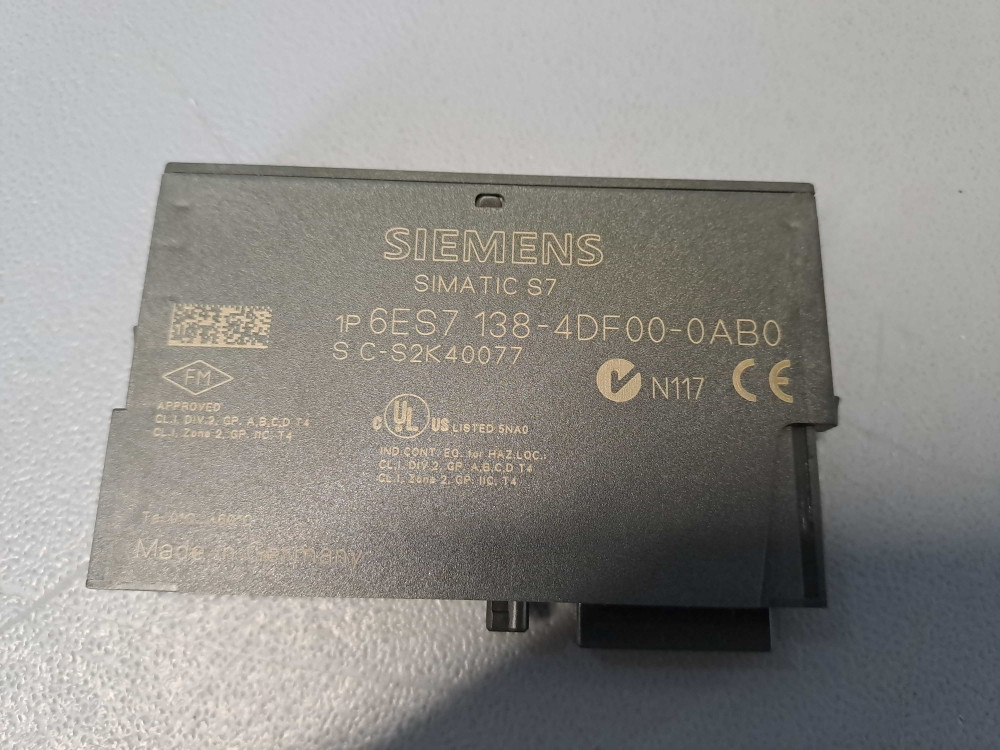 SIEMENS
SIMATIC S7
1P 6ES7 138-4DF00-0AB0
S C-S2K40077
N117 CE
FM
APPROVED
CL.I, DIV.2, GP. A,B,C,D T4
CL.I, Zone 2, GP. IIC, T4
C UL US LISTED 5NA0
IND.CONT. EQ. for HAZ.LOC.:
CL.I, DIV.2, GP. A,B,C,D T4
CL.I, Zone 2, GP. IIC, T4
Made in Germany